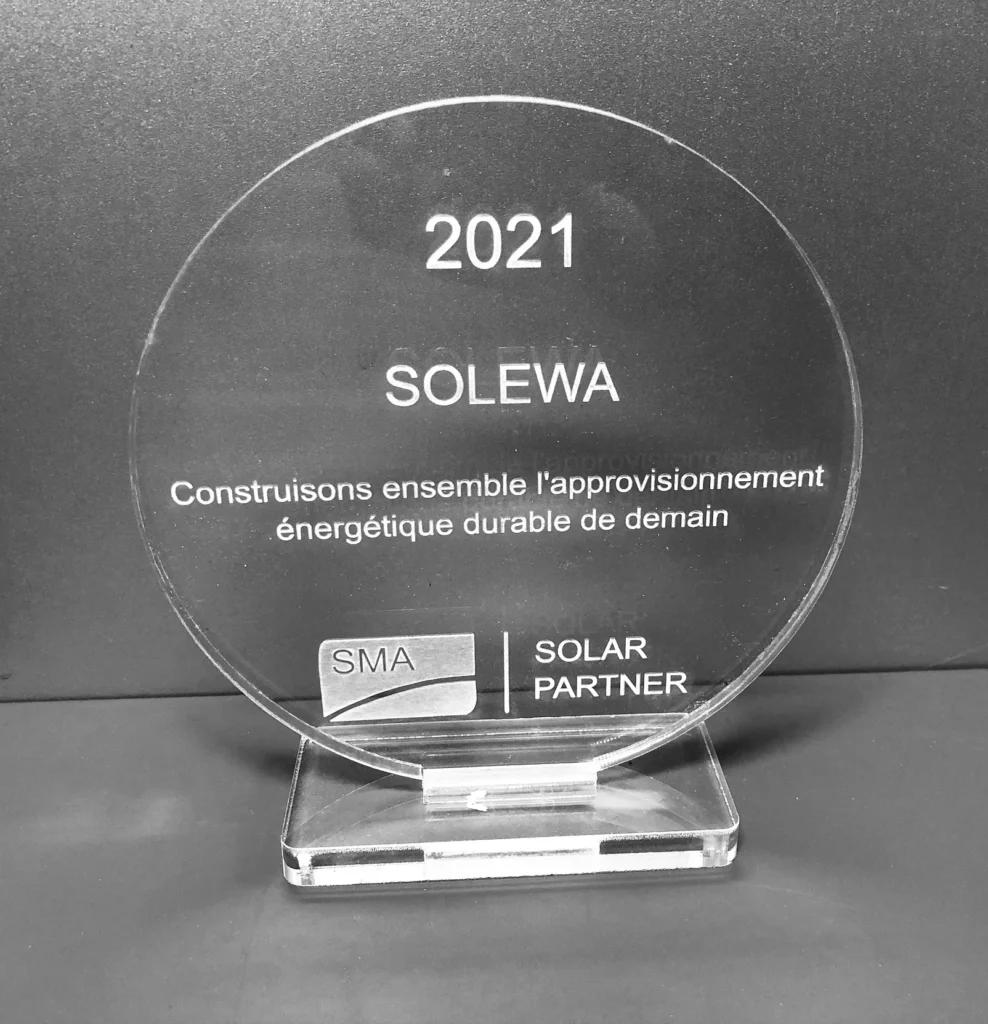 2021
SOLEWA
Construisons ensemble l'approvisionnement
énergétique durable de demain
SMA
SOLAR
PARTNER